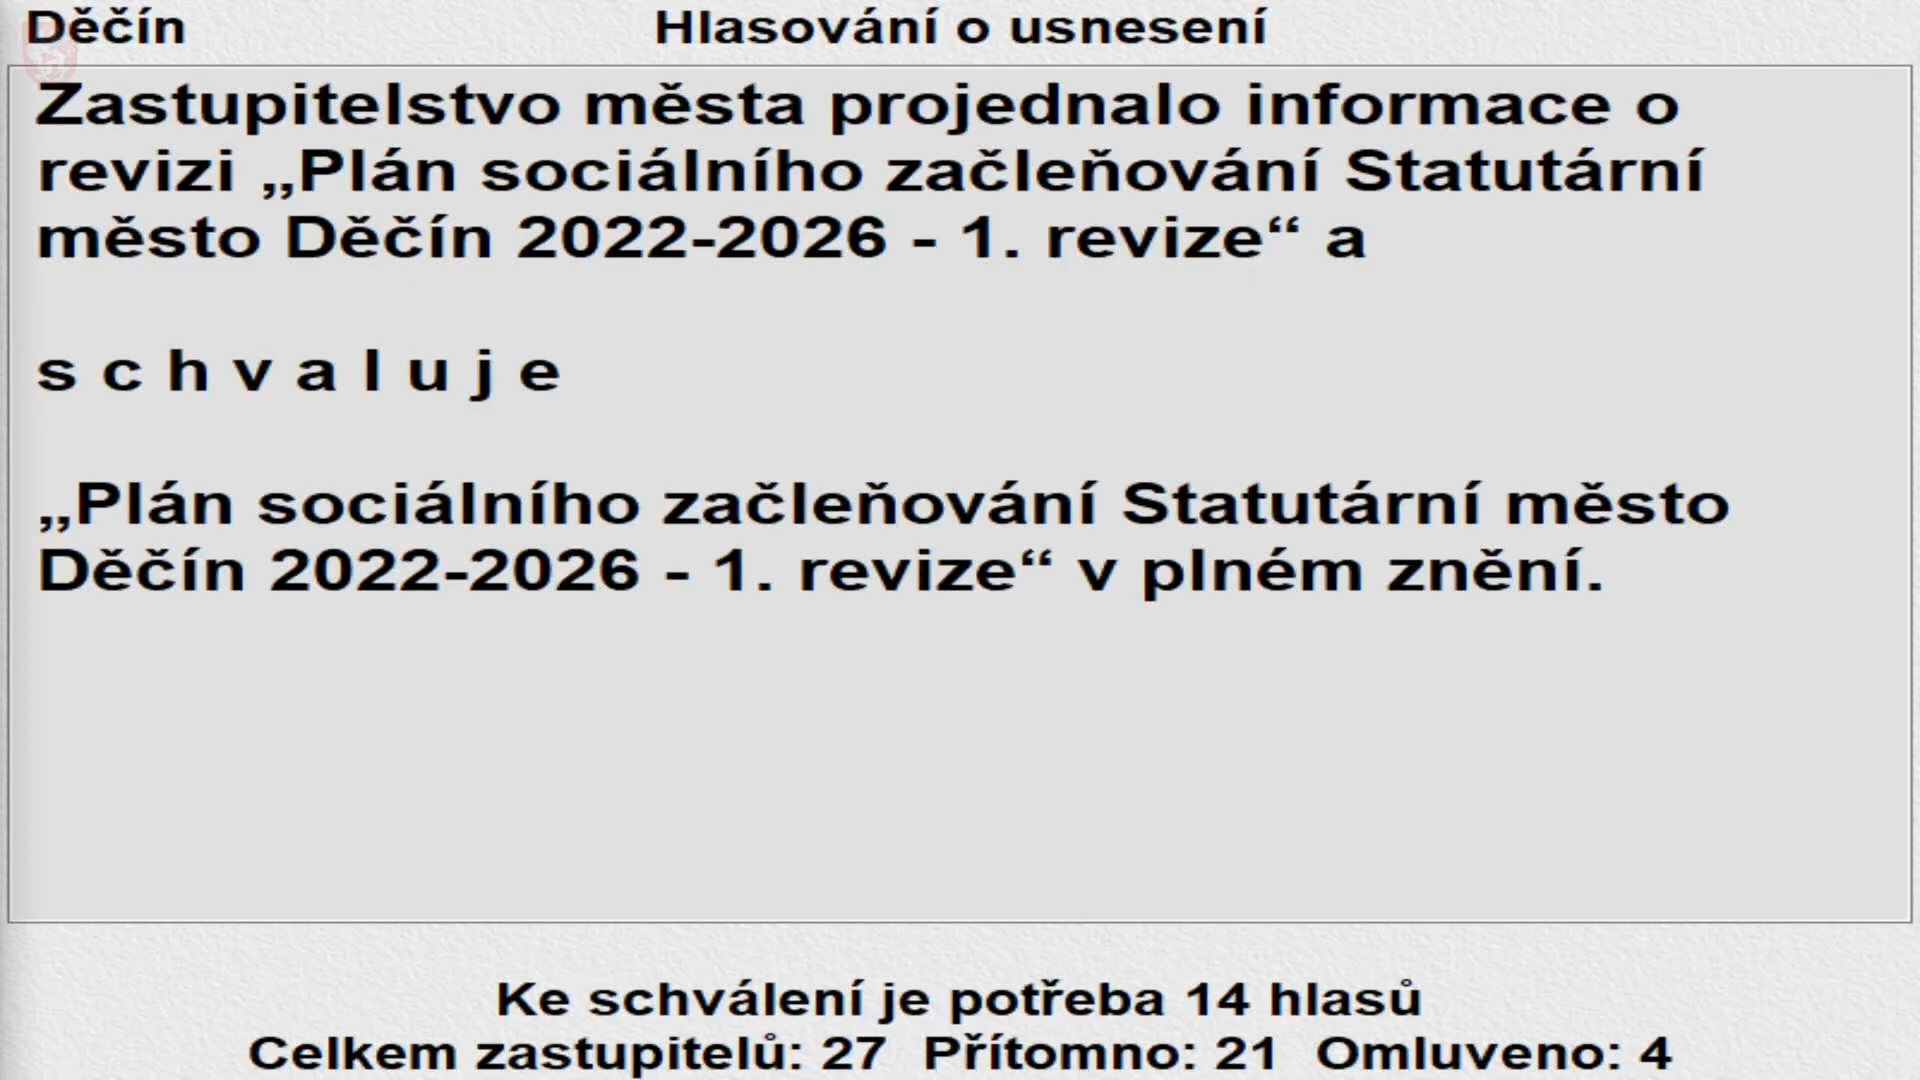 Děčín
Hlasování o usnesení
Zastupitelstvo města projednalo informace o
revizi „Plán sociálního začleňování Statutární
město Děčín 2022-2026 - 1. revize“ a
s c h v a l u j e
„Plán sociálního začleňování Statutární město
Děčín 2022-2026 - 1. revize“ v plném znění.
Ke schválení je potřeba 14 hlasů
Celkem zastupitelů: 27 Přítomno: 21 Omluveno: 4